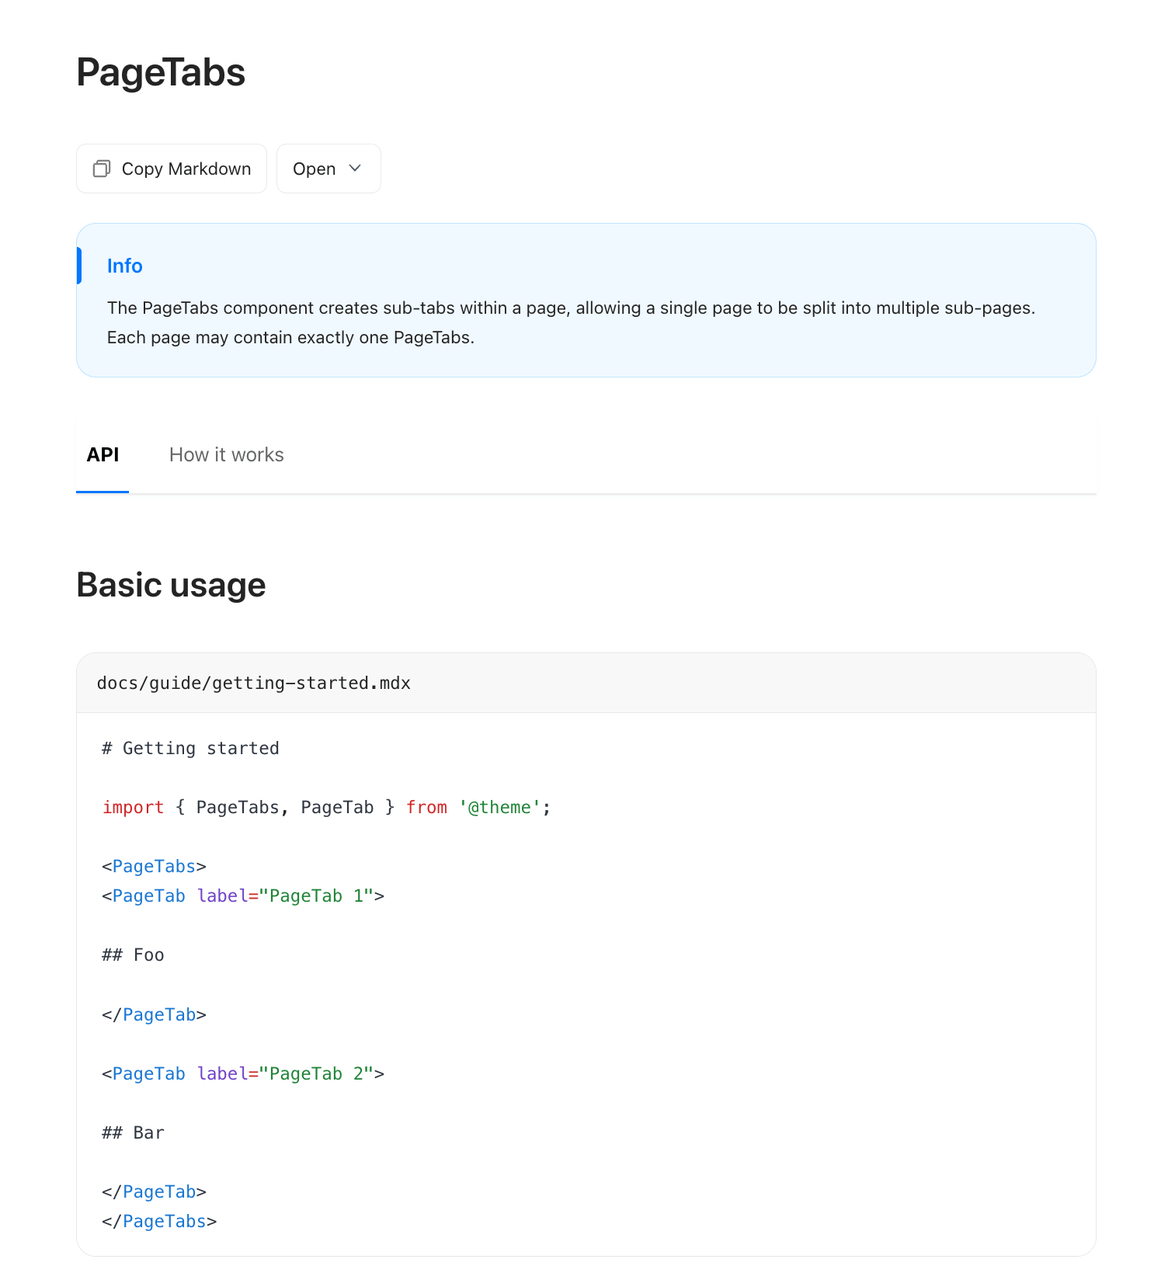 PageTabs
Copy Markdown
Open
Info
The PageTabs component creates sub-tabs within a page, allowing a single page to be split into multiple sub-pages.
Each page may contain exactly one PageTabs.
API
How it works
Basic usage
docs/guide/getting-started.mdx
# Getting started
import { PageTabs, PageTab } from '@theme';
<PageTabs>
<PageTab label="PageTab 1">
## Foo
</PageTab>
<PageTab label="PageTab 2">
## Bar
</PageTab>
</PageTabs>